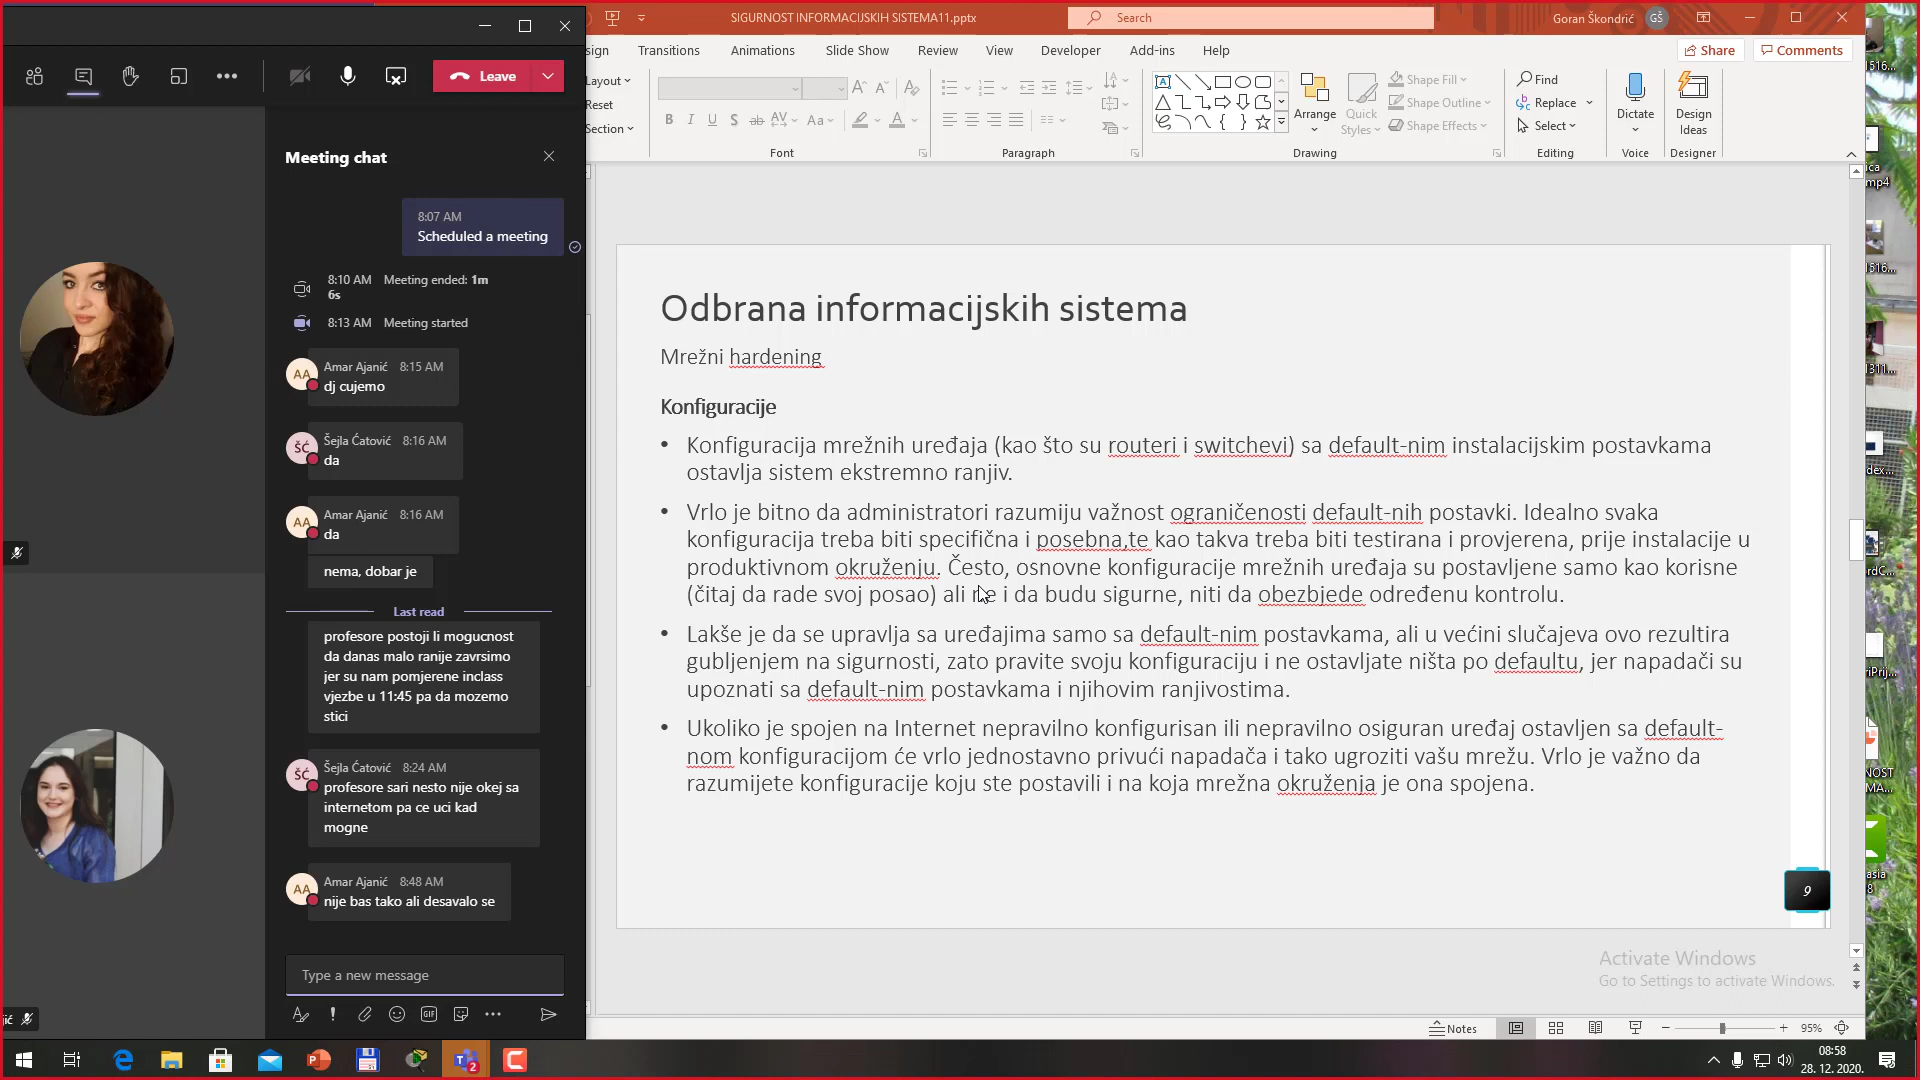 Leave
Meeting chat
8:07 AM
Scheduled a meeting
8:10 AM Meeting ended: 1m
6s
8:13 AM Meeting started
AA
Amar Ajanić 8:15 AM
dj cujemo
ŠĆ
Šejla Ćatović 8:16 AM
da
AA
Amar Ajanić 8:16 AM
da
nema, dobar je
Last read
profesore postoji li mogucnost
da danas malo ranije zavrsimo
jer su nam pomjerene inclass
vjezbe u 11:45 pa da mozemo
stici
ŠĆ
Šejla Ćatović 8:24 AM
profesore sari nesto nije okej sa
internetom pa ce uci kad
mogne
AA
Amar Ajanić 8:48 AM
nije bas tako ali desavalo se
Type a new message
GIF
SIGURNOST INFORMACIJSKIH SISTEMA11.pptx
Search
Goran Škondrić GŠ
sign Transitions Animations Slide Show Review View Developer Add-ins Help
Share Comments
ayout
Reset
Section
Font
Paragraph
Arrange
Quick
Styles
Shape Fill
Shape Outline
Shape Effects
Drawing
Find
Replace
Select
Editing
Dictate
Voice
Design
Ideas
Designer
Odbrana informacijskih sistema
Mrežni hardening
Konfiguracije
• Konfiguracija mrežnih uređaja (kao što su routeri i switchevi) sa default-nim instalacijskim postavkama
ostavlja sistem ekstremno ranjiv.
• Vrlo je bitno da administratori razumiju važnost ograničenosti default-nih postavki. Idealno svaka
konfiguracija treba biti specifična i posebna,te kao takva treba biti testirana i provjerena, prije instalacije u
produktivnom okruženju. Često, osnovne konfiguracije mrežnih uređaja su postavljene samo kao korisne
(čitaj da rade svoj posao) ali ne i da budu sigurne, niti da obezbjede određenu kontrolu.
• Lakše je da se upravlja sa uređajima samo sa default-nim postavkama, ali u većini slučajeva ovo rezultira
gubljenjem na sigurnosti, zato pravite svoju konfiguraciju i ne ostavljate ništa po defaultu, jer napadači su
upoznati sa default-nim postavkama i njihovim ranjivostima.
• Ukoliko je spojen na Internet nepravilno konfigurisan ili nepravilno osiguran uređaj ostavljen sa default-
nom konfiguracijom će vrlo jednostavno privući napadača i tako ugroziti vašu mrežu. Vrlo je važno da
razumijete konfiguracije koju ste postavili i na koja mrežna okruženja je ona spojena.
9
Activate Windows
Go to Settings to activate Windows.
Notes
95%
08:58
28. 12. 2020.